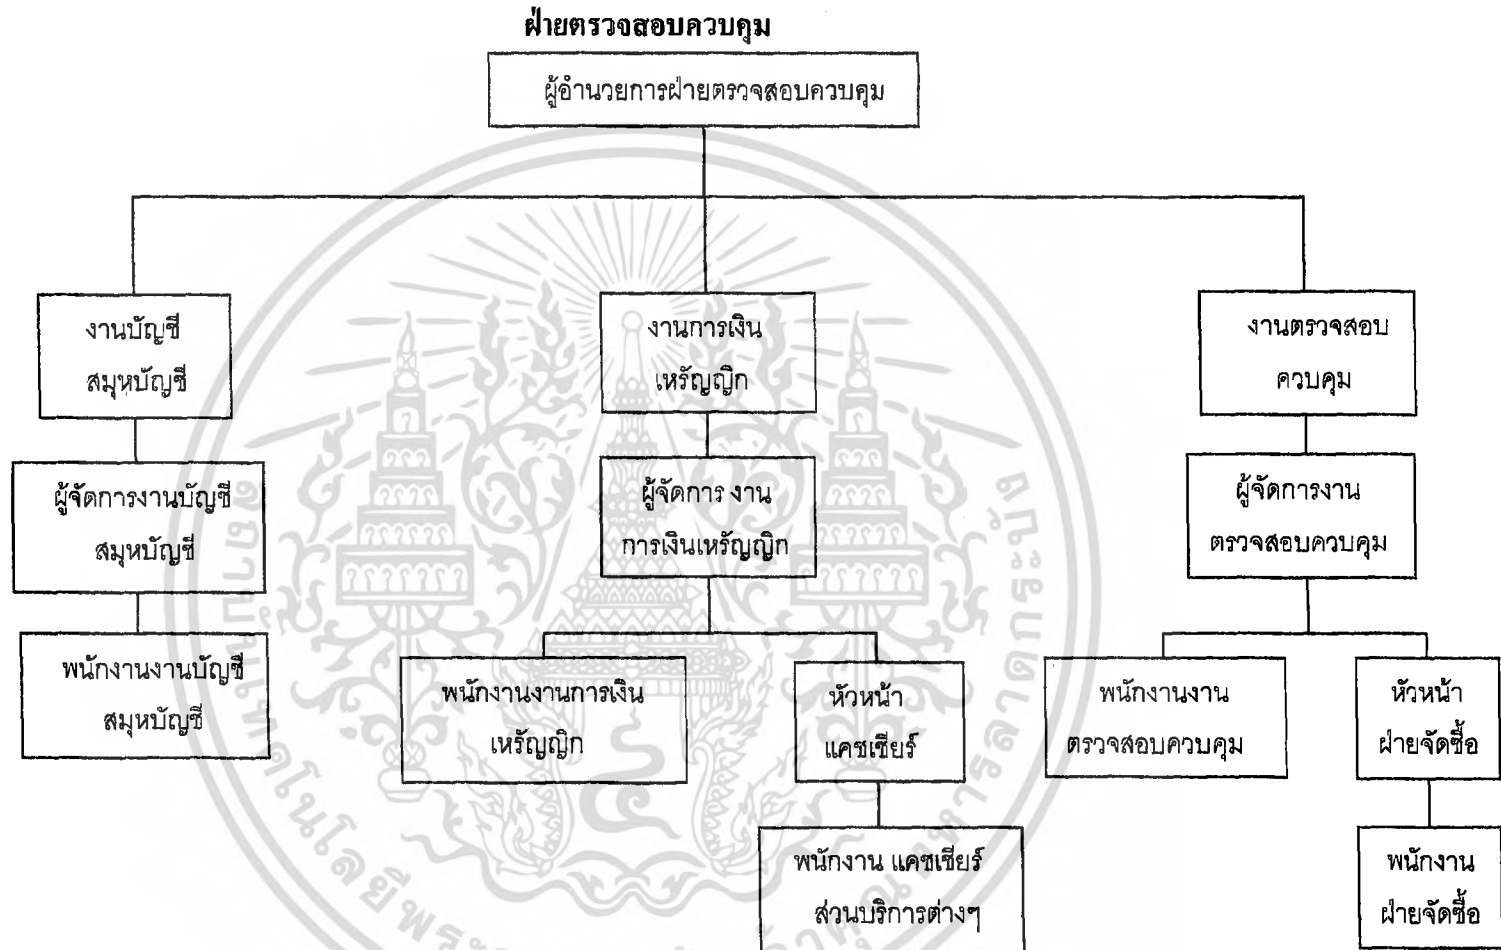 ฝ่ายตรวจสอบควบคุม
ผู้อำนวยการฝ่ายตรวจสอบควบคุม
งานบัญชี
สมุหบัญชี
งานการเงิน
เหรัญญิก
งานตรวจสอบ
ควบคุม
ผู้จัดการงานบัญชี
สมุหบัญชี
ผู้จัดการ งาน
การเงินเหรัญญิก
ผู้จัดการงาน
ตรวจสอบควบคุม
พนักงานงานบัญชี
สมุหบัญชี
พนักงานงานการเงิน
เหรัญญิก
หัวหน้า
แคชเชียร์
พนักงานงาน
ตรวจสอบควบคุม
หัวหน้า
ฝ่ายจัดซื้อ
พนักงาน แคชเชียร์
ส่วนบริการต่างๆ
พนักงาน
ฝ่ายจัดซื้อ